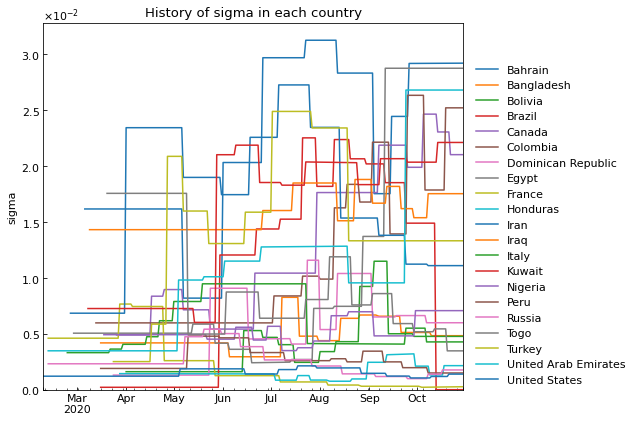 History of sigma in each country
×10⁻²
3.0
2.5
2.0
1.5
1.0
0.5
0.0
sigma
Mar Apr May Jun Jul Aug Sep Oct
2020
Bahrain
Bangladesh
Bolivia
Brazil
Canada
Colombia
Dominican Republic
Egypt
France
Honduras
Iran
Iraq
Italy
Kuwait
Nigeria
Peru
Russia
Togo
Turkey
United Arab Emirates
United States